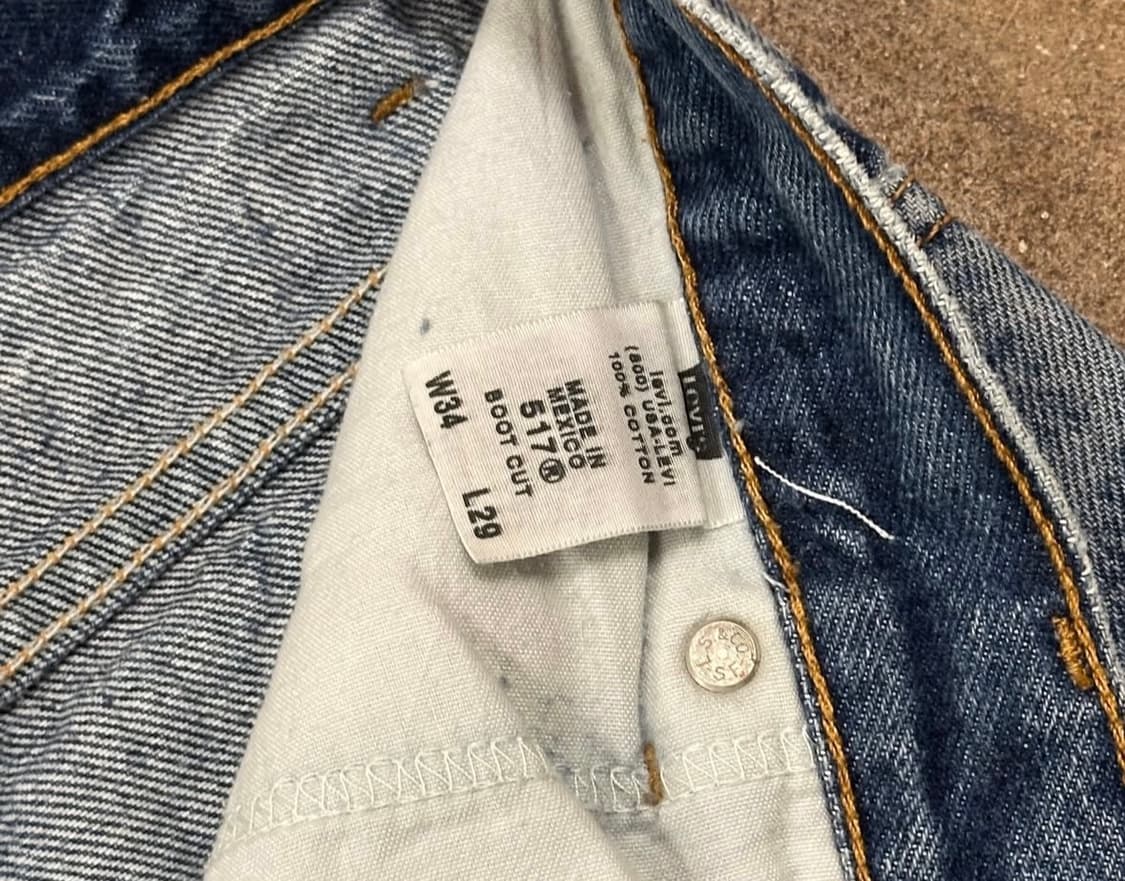 Levi's
levi.com
(800) USA-LEVI
100% COTTON
MADE IN
MEXICO
517®
BOOT CUT
W34 L29
L.S.&CO.